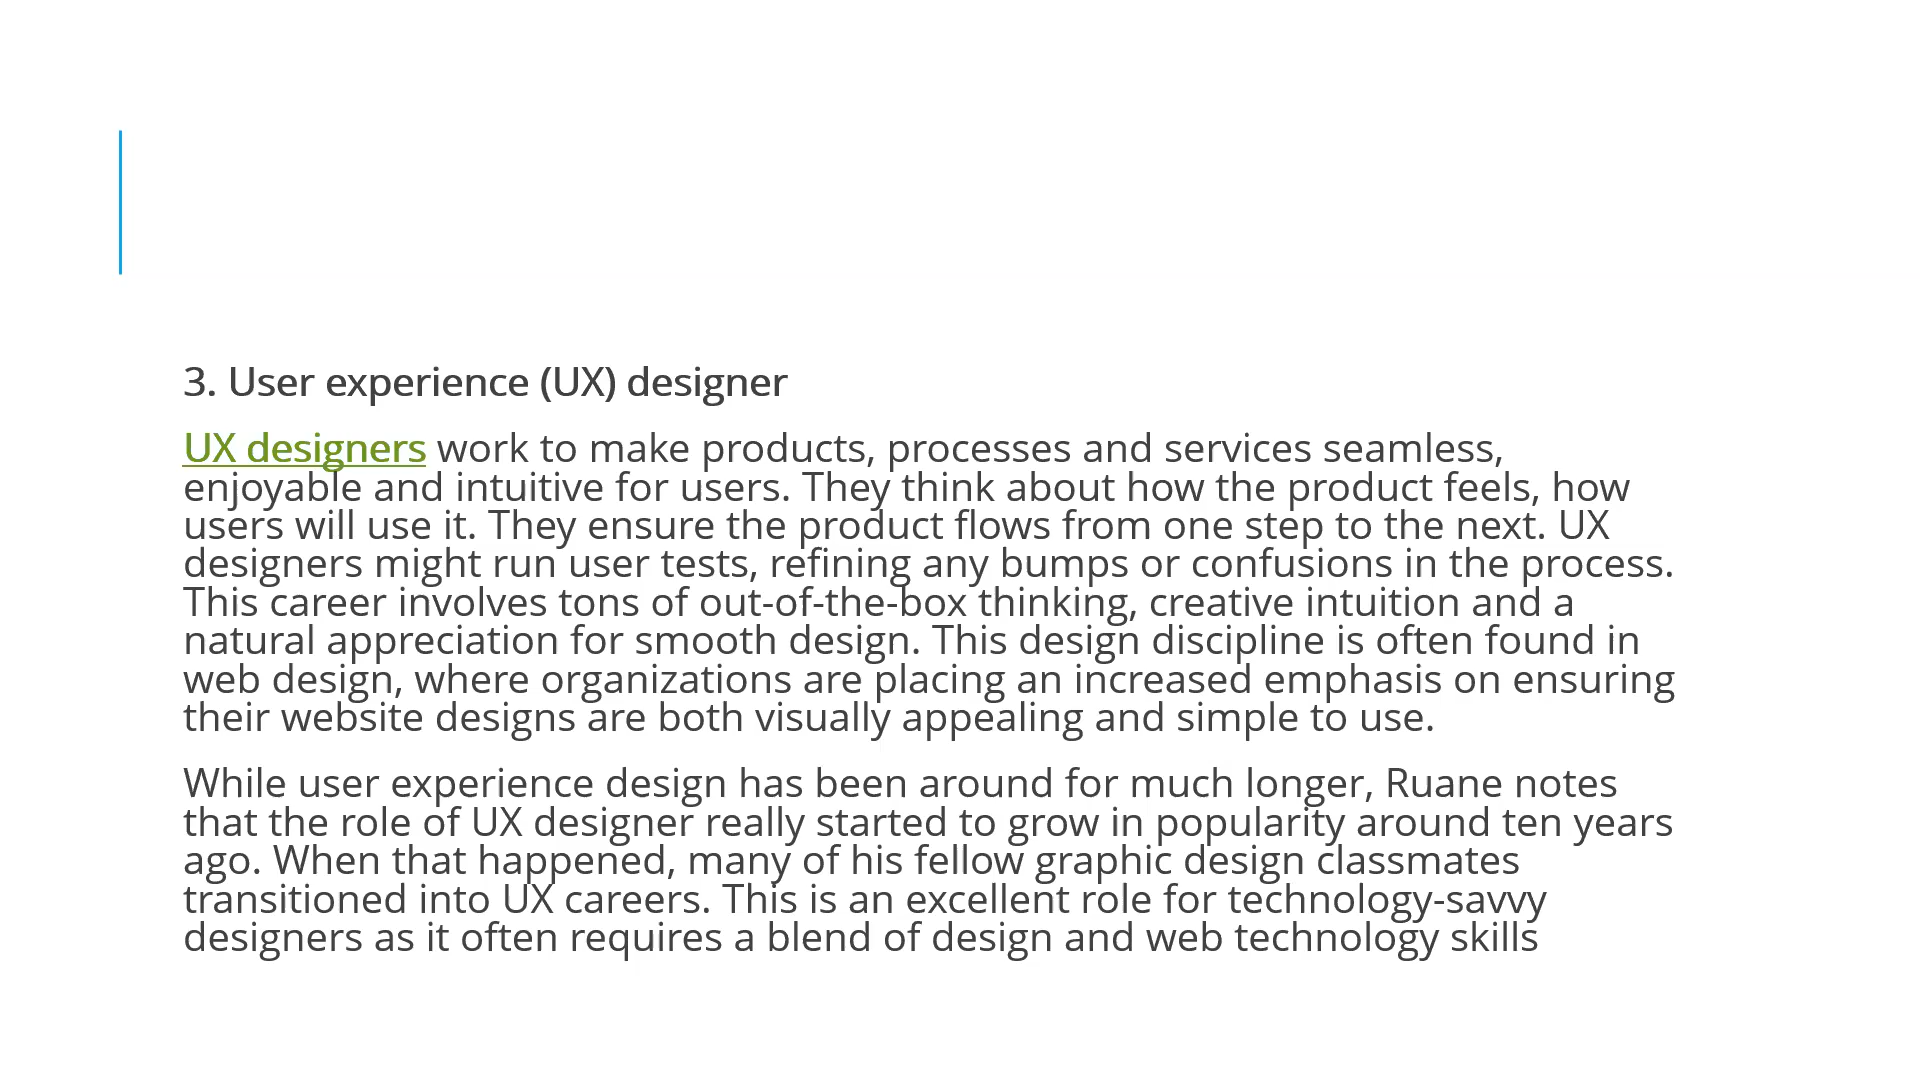 3. User experience (UX) designer
UX designers work to make products, processes and services seamless,
enjoyable and intuitive for users. They think about how the product feels, how
users will use it. They ensure the product flows from one step to the next. UX
designers might run user tests, refining any bumps or confusions in the process.
This career involves tons of out-of-the-box thinking, creative intuition and a
natural appreciation for smooth design. This design discipline is often found in
web design, where organizations are placing an increased emphasis on ensuring
their website designs are both visually appealing and simple to use.
While user experience design has been around for much longer, Ruane notes
that the role of UX designer really started to grow in popularity around ten years
ago. When that happened, many of his fellow graphic design classmates
transitioned into UX careers. This is an excellent role for technology-savvy
designers as it often requires a blend of design and web technology skills